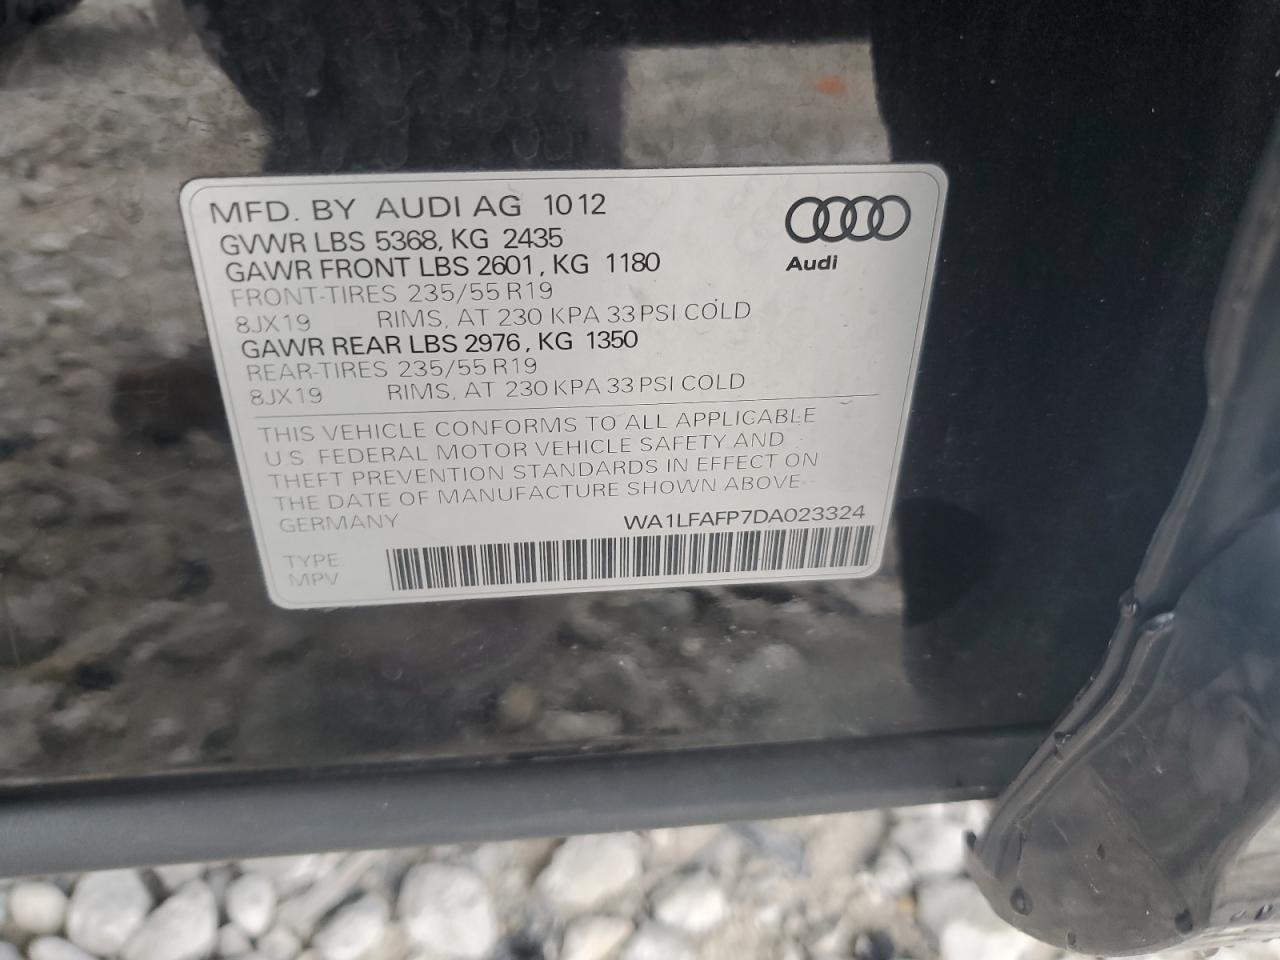 MFD. BY AUDI AG 10 12
GVWR LBS 5368, KG 2435
GAWR FRONT LBS 2601, KG 1180
FRONT-TIRES 235/55 R19
8JX19 RIMS, AT 230 KPA 33 PSI COLD
GAWR REAR LBS 2976, KG 1350
REAR-TIRES 235/55 R19
8JX19 RIMS, AT 230 KPA 33 PSI COLD
Audi
THIS VEHICLE CONFORMS TO ALL APPLICABLE
U.S. FEDERAL MOTOR VEHICLE SAFETY AND
THEFT PREVENTION STANDARDS IN EFFECT ON
THE DATE OF MANUFACTURE SHOWN ABOVE
GERMANY WA1LFAFP7DA023324
TYPE:
MPV